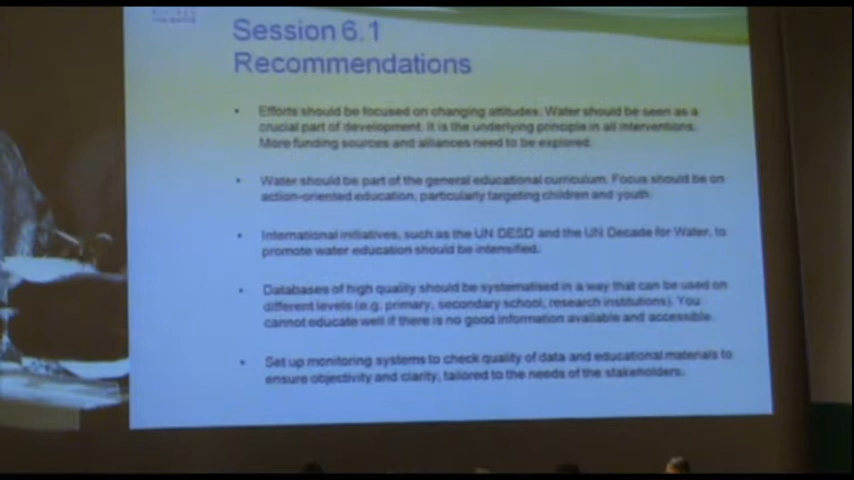 Session 6.1
Recommendations
• Efforts should be focused on changing attitudes. Water should be seen as a
crucial part of development. It is the underlying principle in all interventions.
More funding sources and alliances need to be explored.
• Water should be part of the general educational curriculum. Focus should be on
action-oriented education, particularly targeting children and youth.
• International initiatives, such as the UN DESD and the UN Decade for Water, to
promote water education should be intensified.
• Databases of high quality should be systematised in a way that can be used on
different levels (e.g. primary, secondary school, research institutions). You
cannot educate well if there is no good information available and accessible.
• Set up monitoring systems to check quality of data and educational materials to
ensure objectivity and clarity, tailored to the needs of the stakeholders.